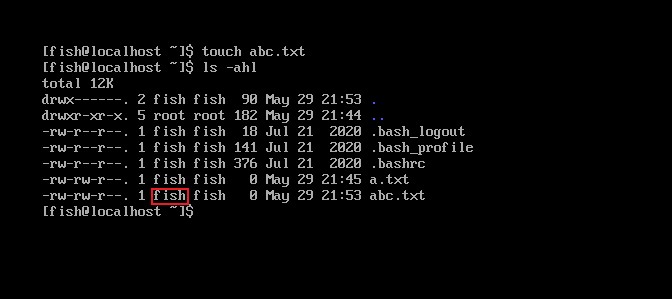 [fish@localhost ~]$ touch abc.txt
[fish@localhost ~]$ ls -ahl
total 12K
drwx------. 2 fish fish  90 May 29 21:53 .
drwxr-xr-x. 5 root root 182 May 29 21:44 ..
-rw-r--r--. 1 fish fish  18 Jul 21  2020 .bash_logout
-rw-r--r--. 1 fish fish 141 Jul 21  2020 .bash_profile
-rw-r--r--. 1 fish fish 376 Jul 21  2020 .bashrc
-rw-rw-r--. 1 fish fish   0 May 29 21:45 a.txt
-rw-rw-r--. 1 fish fish   0 May 29 21:53 abc.txt
[fish@localhost ~]$